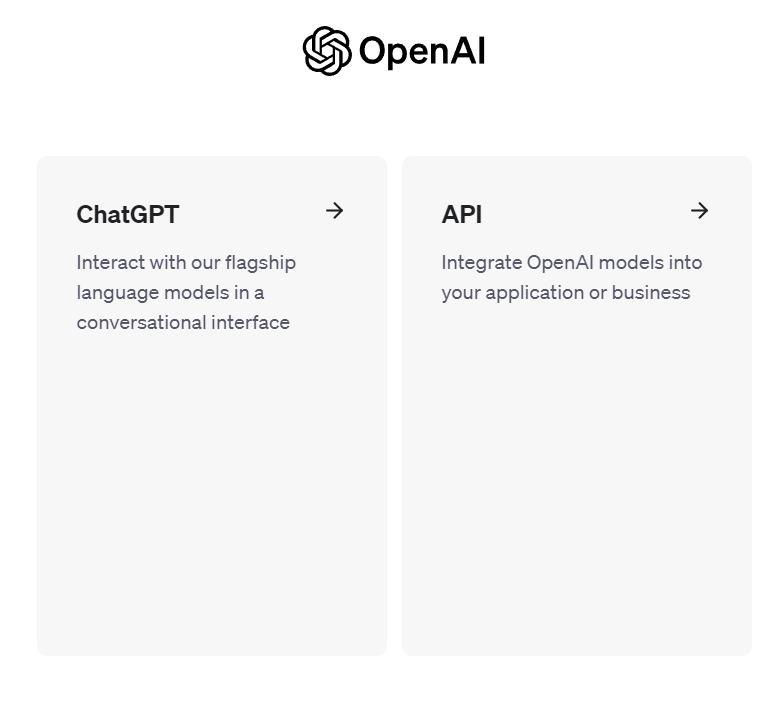 OpenAI
ChatGPT
Interact with our flagship
language models in a
conversational interface
API
Integrate OpenAI models into
your application or business